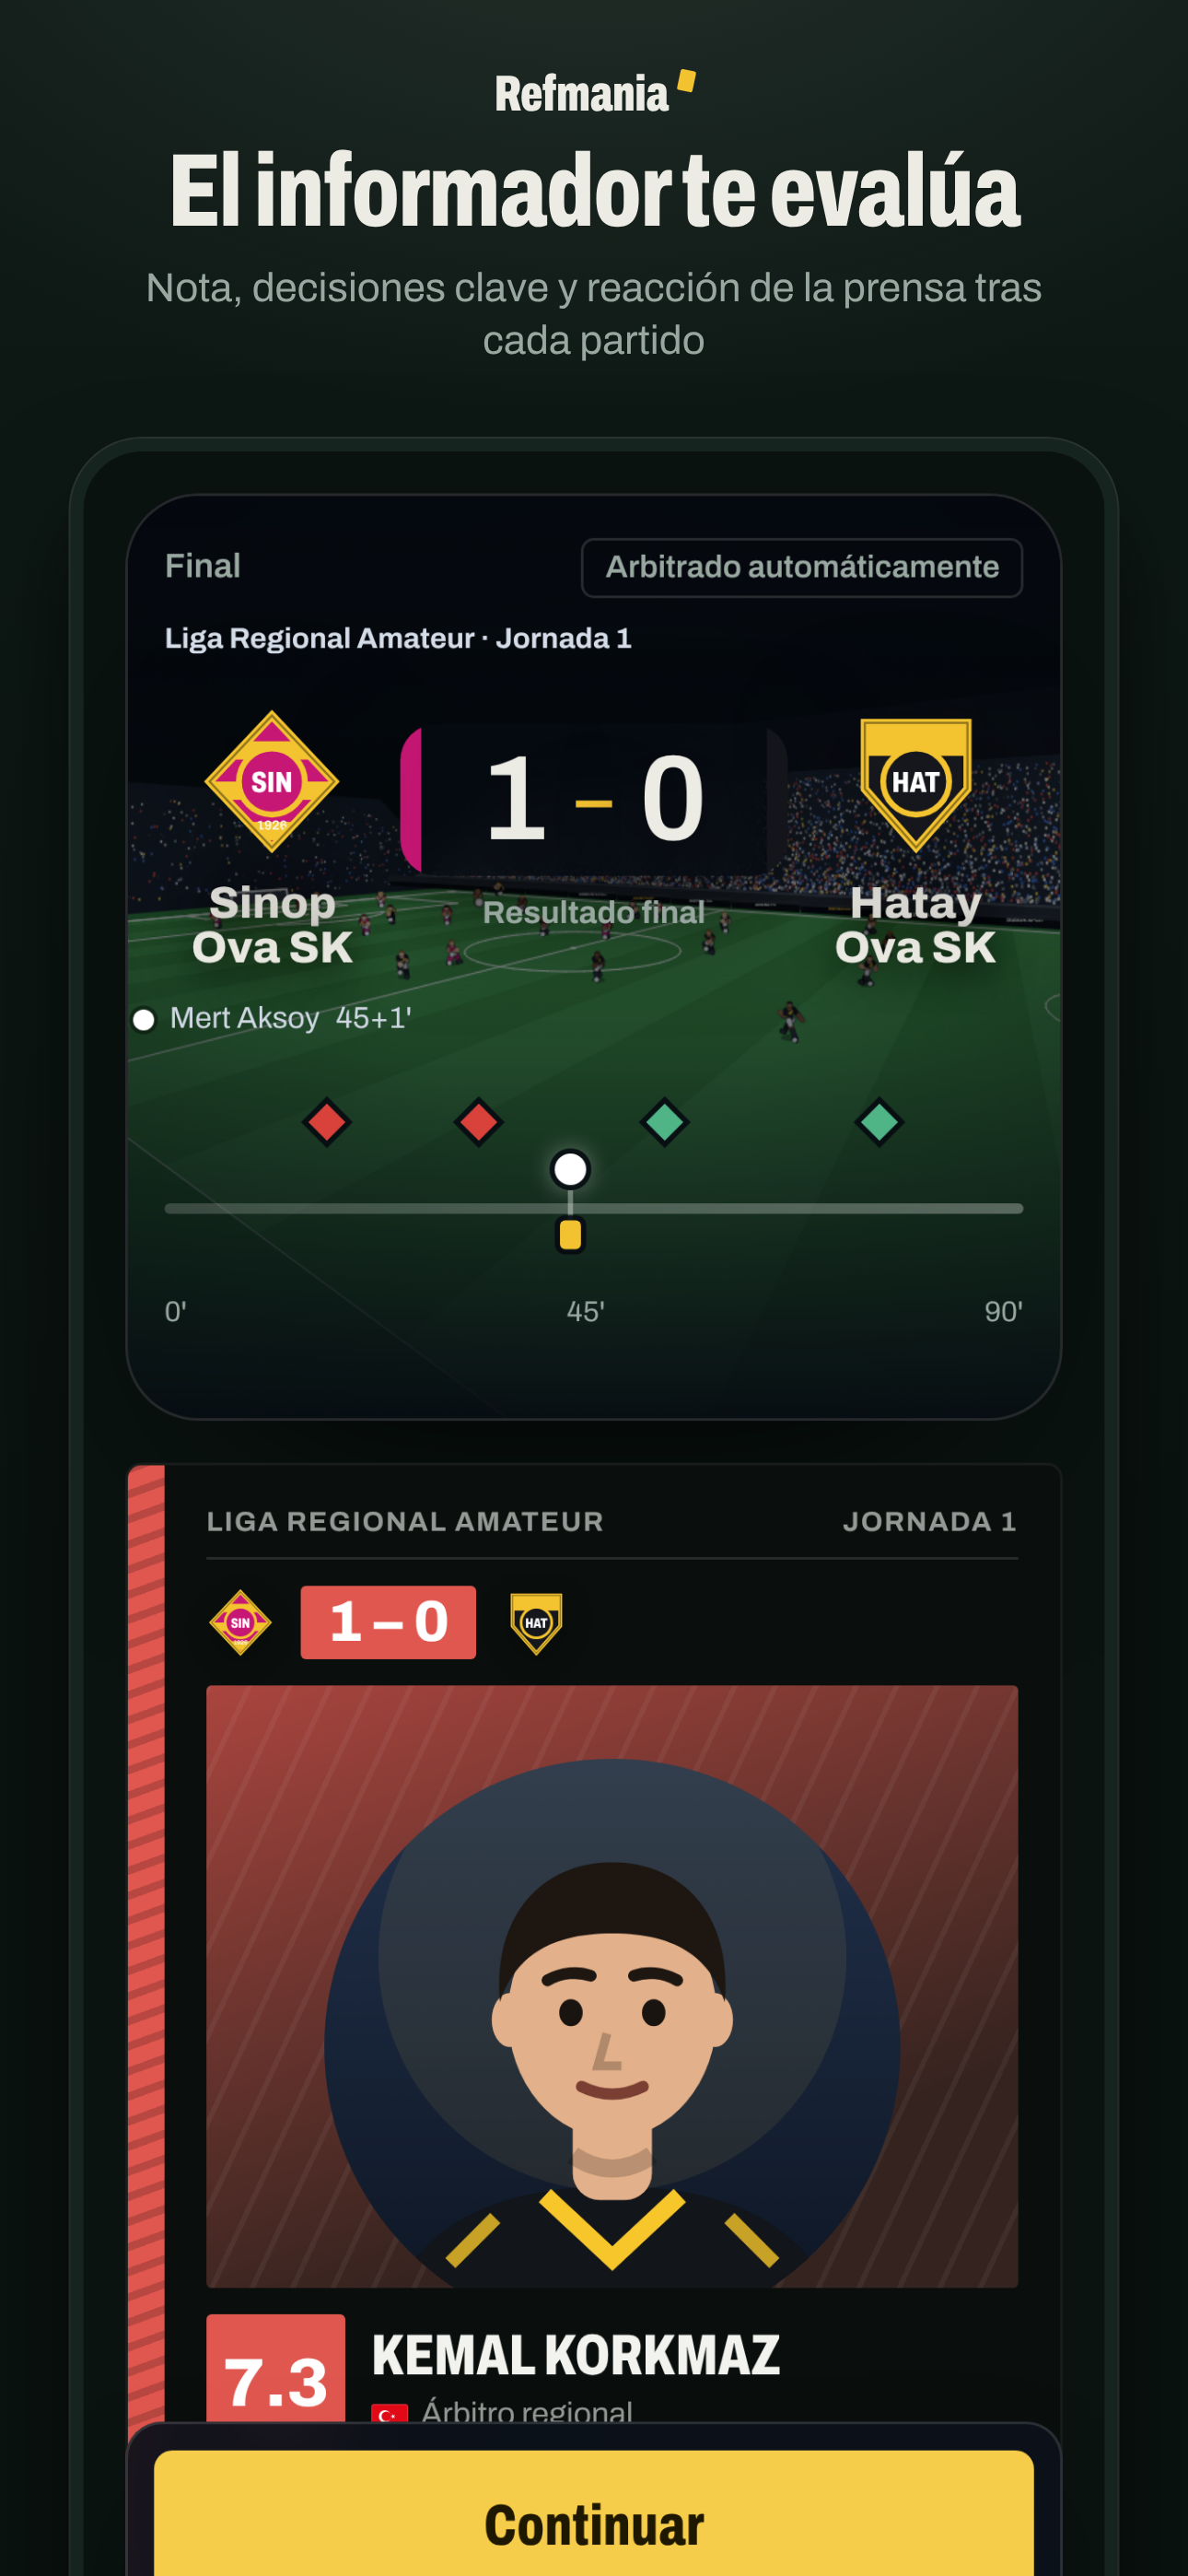 Refmania
El informador te evalúa
Nota, decisiones clave y reacción de la prensa tras
cada partido
Final
Arbitrado automáticamente
Liga Regional Amateur · Jornada 1
SIN
1926
1 – 0
HAT
Sinop
Ova SK
Resultado final
Hatay
Ova SK
Mert Aksoy 45+1'
0'
45'
90'
LIGA REGIONAL AMATEUR
JORNADA 1
SIN
1 – 0
HAT
7.3
KEMAL KORKMAZ
Árbitro regional
Continuar